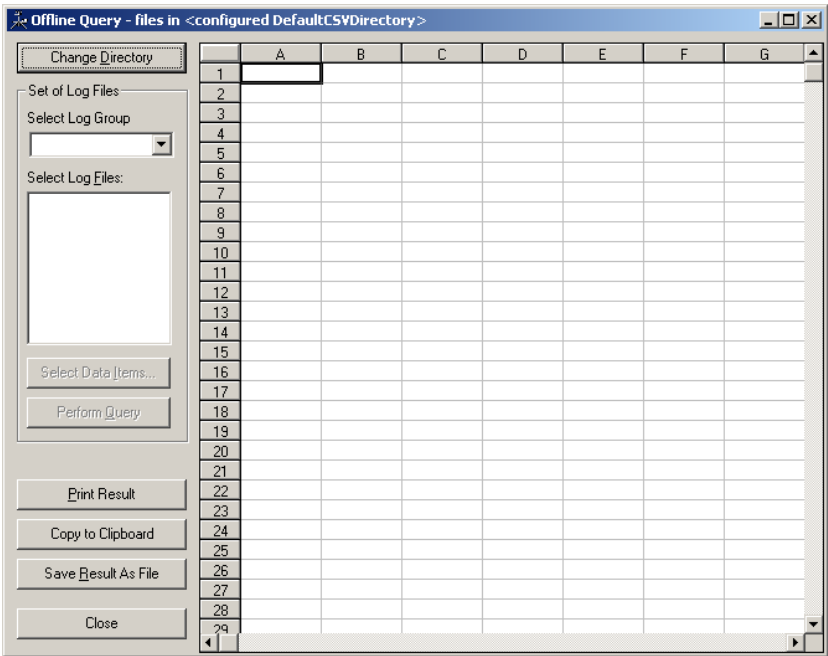 Offline Query - files in <configured DefaultCSVDirectory>
Change Directory
Set of Log Files
Select Log Group
Select Log Files:
Select Data Items...
Perform Query
Print Result
Copy to Clipboard
Save Result As File
Close
A B C D E F G
1
2
3
4
5
6
7
8
9
10
11
12
13
14
15
16
17
18
19
20
21
22
23
24
25
26
27
28
29